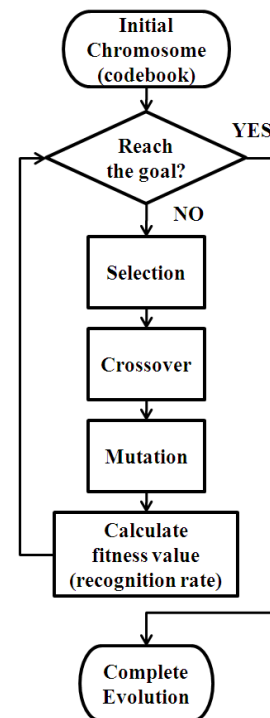 Initial
Chromosome
(codebook)
Reach
the goal?
YES
NO
Selection
Crossover
Mutation
Calculate
fitness value
(recognition rate)
Complete
Evolution